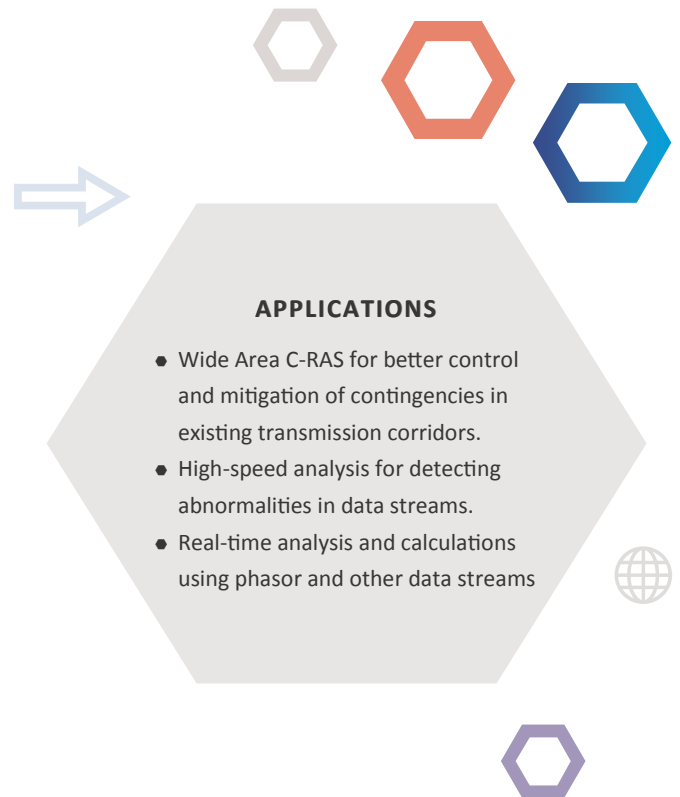 APPLICATIONS
Wide Area C-RAS for better control
and mitigation of contingencies in
existing transmission corridors.
High-speed analysis for detecting
abnormalities in data streams.
Real-time analysis and calculations
using phasor and other data streams